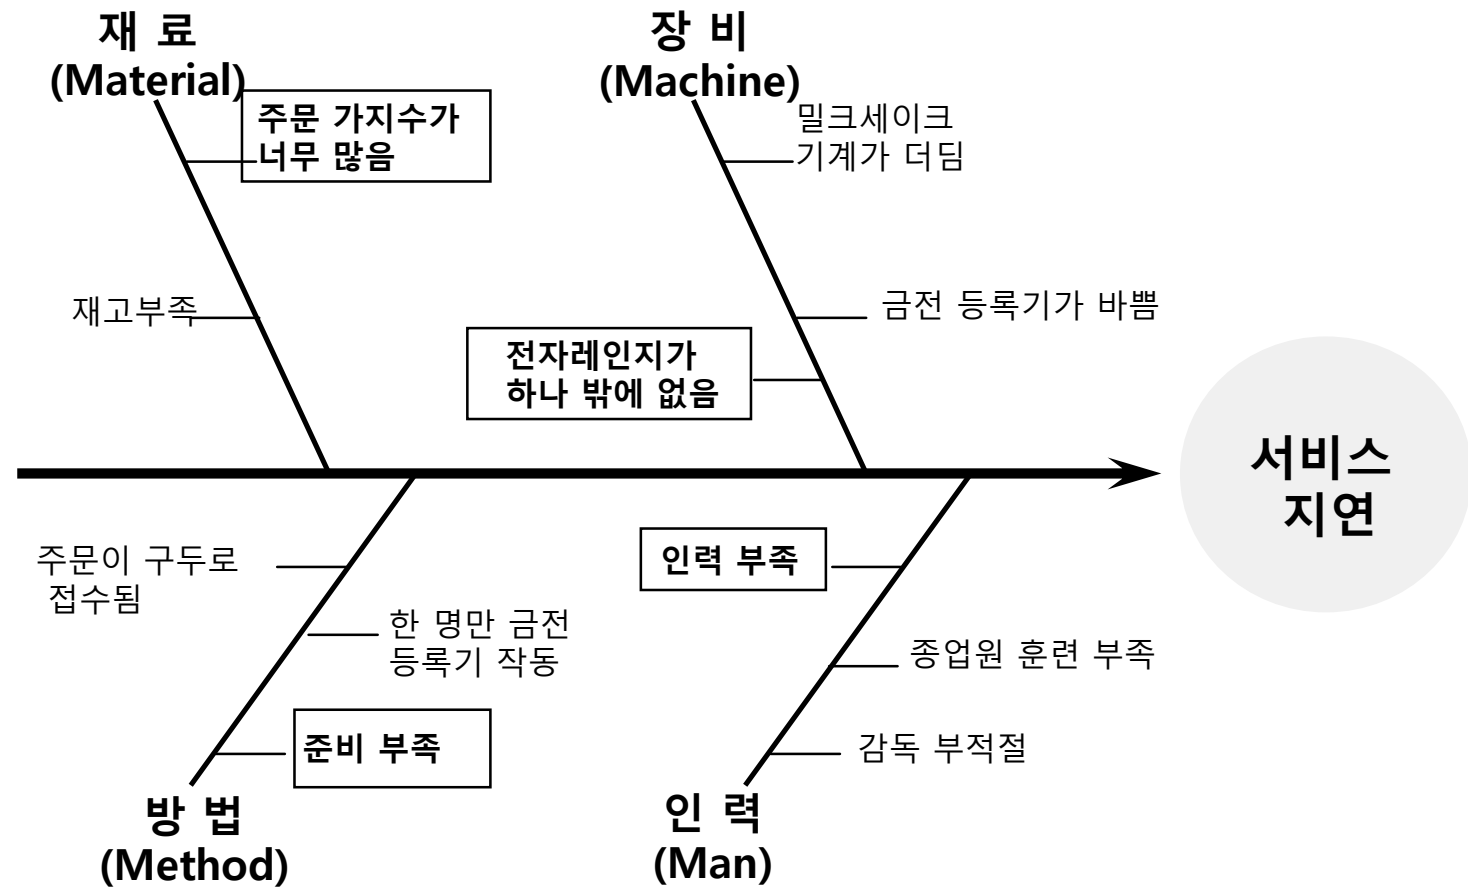 재 료
(Material)
주문 가지수가
너무 많음
재고부족
장 비
(Machine)
밀크세이크
기계가 더딤
금전 등록기가 바쁨
전자레인지가
하나 밖에 없음
서비스
지연
주문이 구두로
접수됨
한 명만 금전
등록기 작동
준비 부족
방 법
(Method)
인력 부족
종업원 훈련 부족
감독 부적절
인 력
(Man)